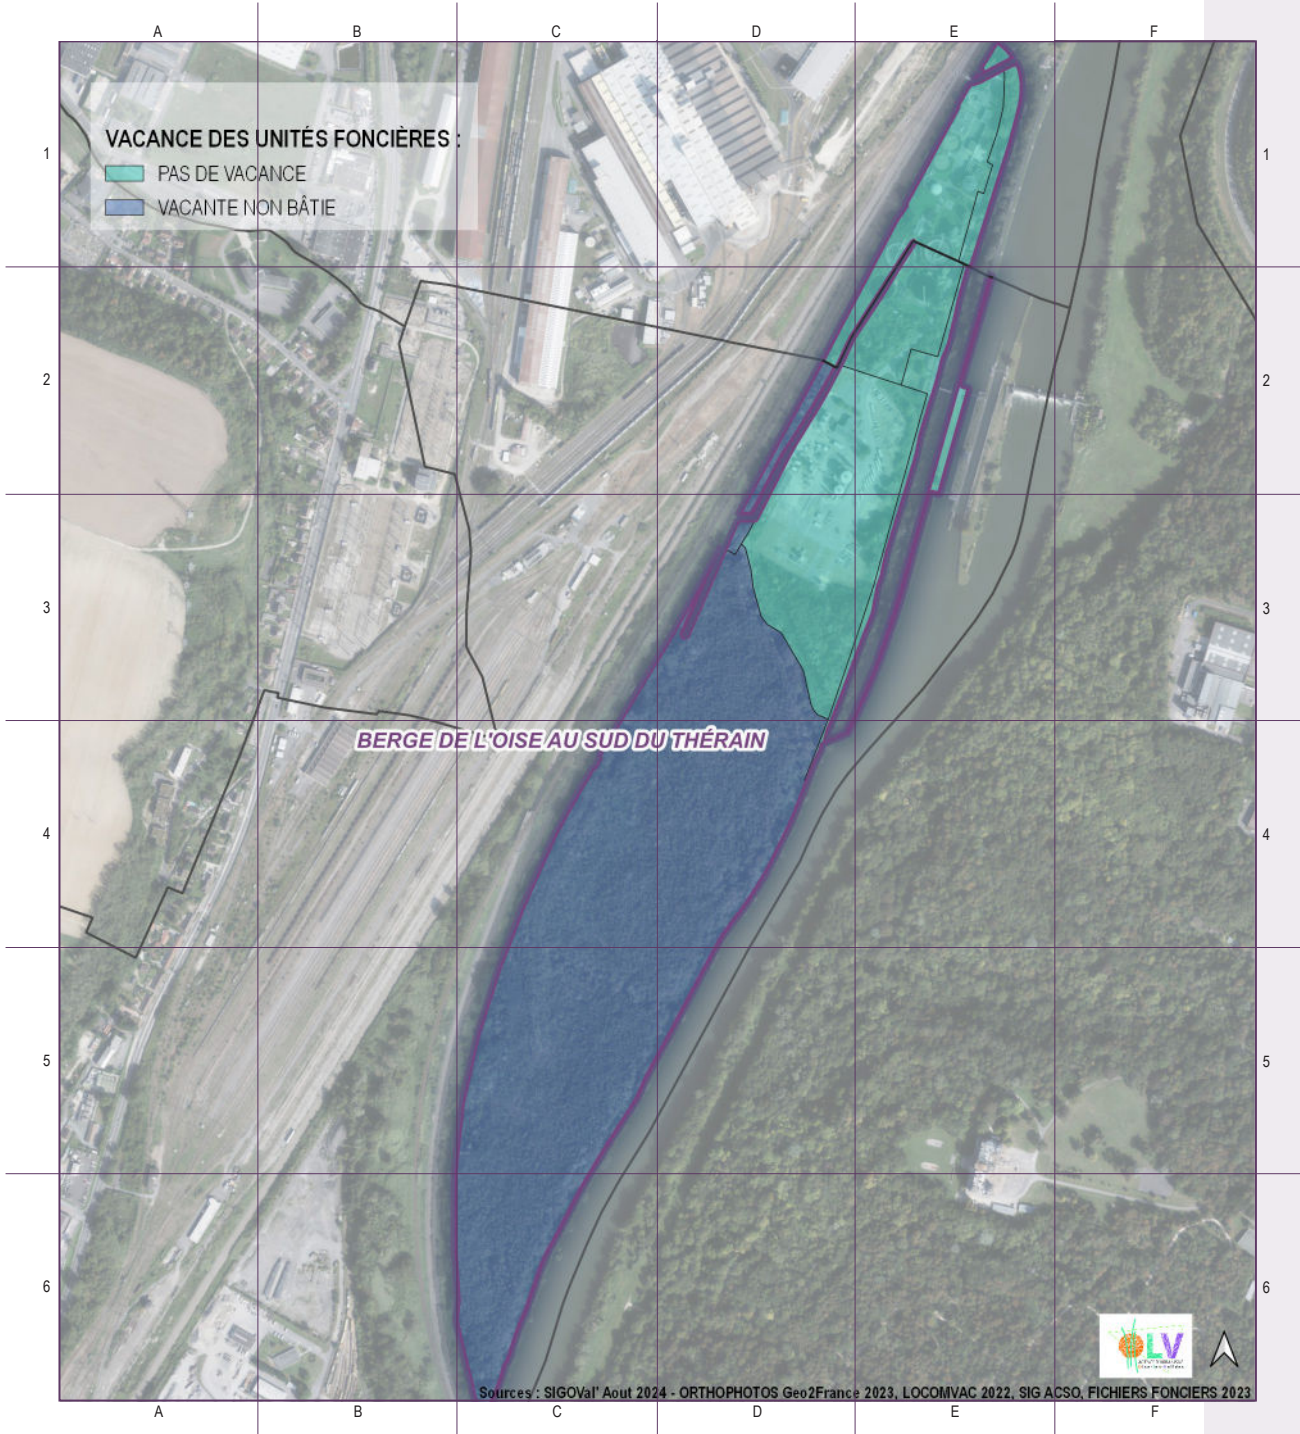 A B C D E F
VACANCE DES UNITÉS FONCIÈRES :
PAS DE VACANCE
VACANTE NON BÂTIE
1 1
2 2
3 3
BERGE DE L'OISE AU SUD DU THÉRAIN
4 4
5 5
6 6
OLV
Sources : SIGOVal' Aout 2024 - ORTHOPHOTOS Geo2France 2023, LOCOMVAC 2022, SIG ACSO, FICHIERS FONCIERS 2023
A B C D E F